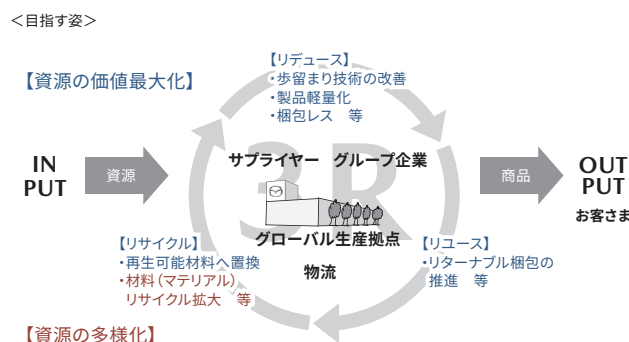 ＜目指す姿＞
【資源の価値最大化】
【リデュース】
・歩留まり技術の改善
・製品軽量化
・梱包レス　等
IN
PUT
資源
3R
サプライヤー　グループ企業
グローバル生産拠点
物流
商品
OUT
PUT
お客さま
【リサイクル】
・再生可能材料へ置換
・材料（マテリアル）
リサイクル拡大　等
【リユース】
・リターナブル梱包の
推進　等
【資源の多様化】